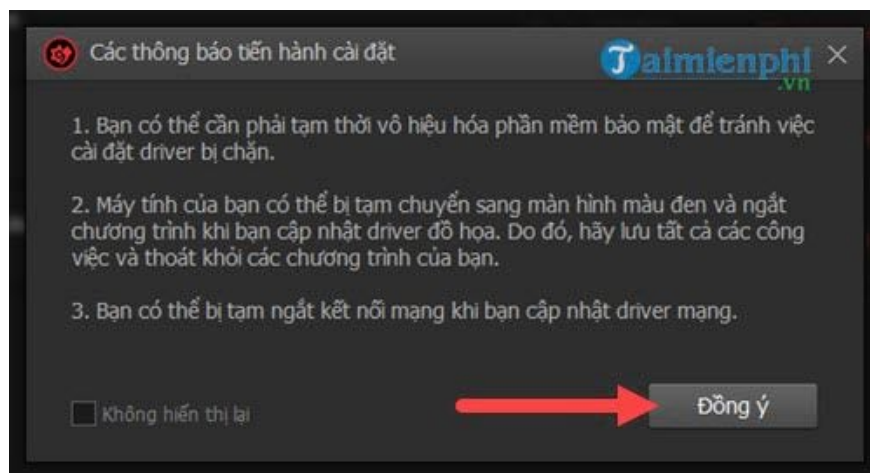 Các thông báo tiến hành cài đặt
Taimienphi
.vn
1. Bạn có thể cần phải tạm thời vô hiệu hóa phần mềm bảo mật để tránh việc
cài đặt driver bị chặn.
2. Máy tính của bạn có thể bị tạm chuyển sang màn hình màu đen và ngắt
chương trình khi bạn cập nhật driver đồ họa. Do đó, hãy lưu tất cả các công
việc và thoát khỏi các chương trình của bạn.
3. Bạn có thể bị tạm ngắt kết nối mạng khi bạn cập nhật driver mạng.
Không hiển thị lại
Đồng ý